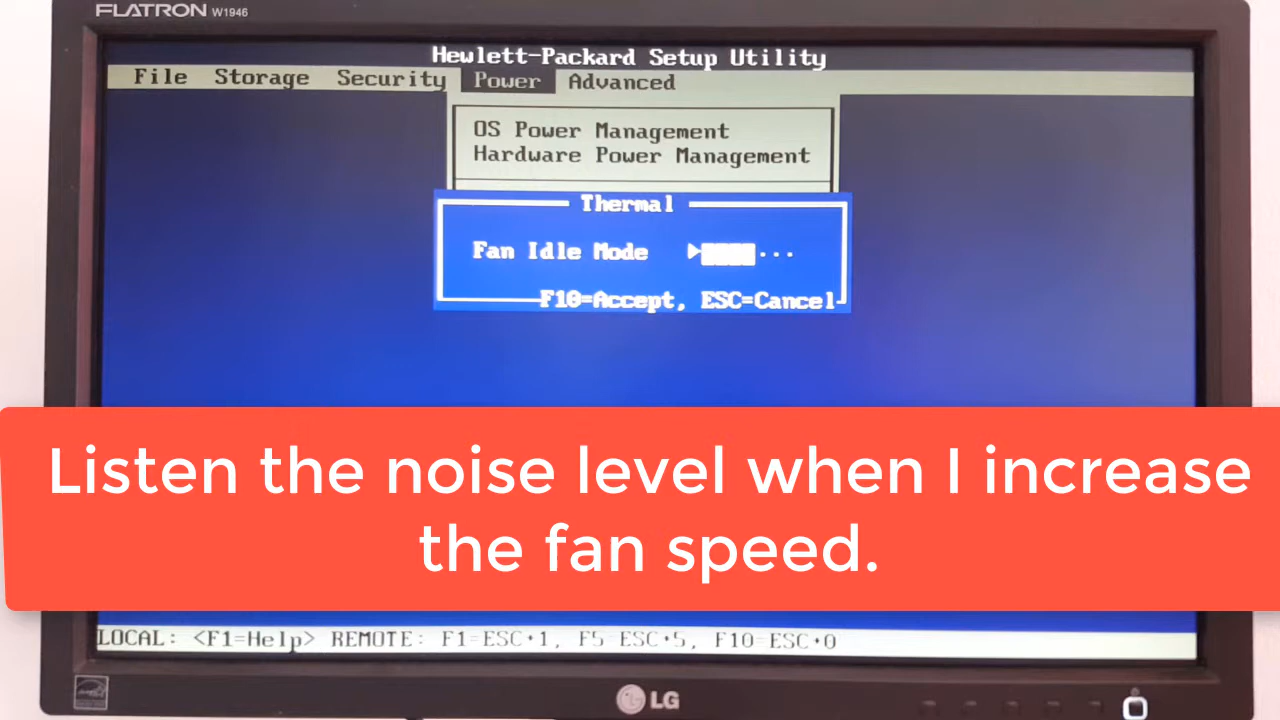 FLATRON W1946
Hewlett-Packard Setup Utility
File Storage Security Power Advanced
OS Power Management
Hardware Power Management
Thermal
Fan Idle Mode
F10=Accept, ESC=Cancel
Listen the noise level when I increase
the fan speed.
LOCAL: <F1=Help> REMOTE: F1=ESC+1, F5=ESC+5, F10=ESC+0
LG